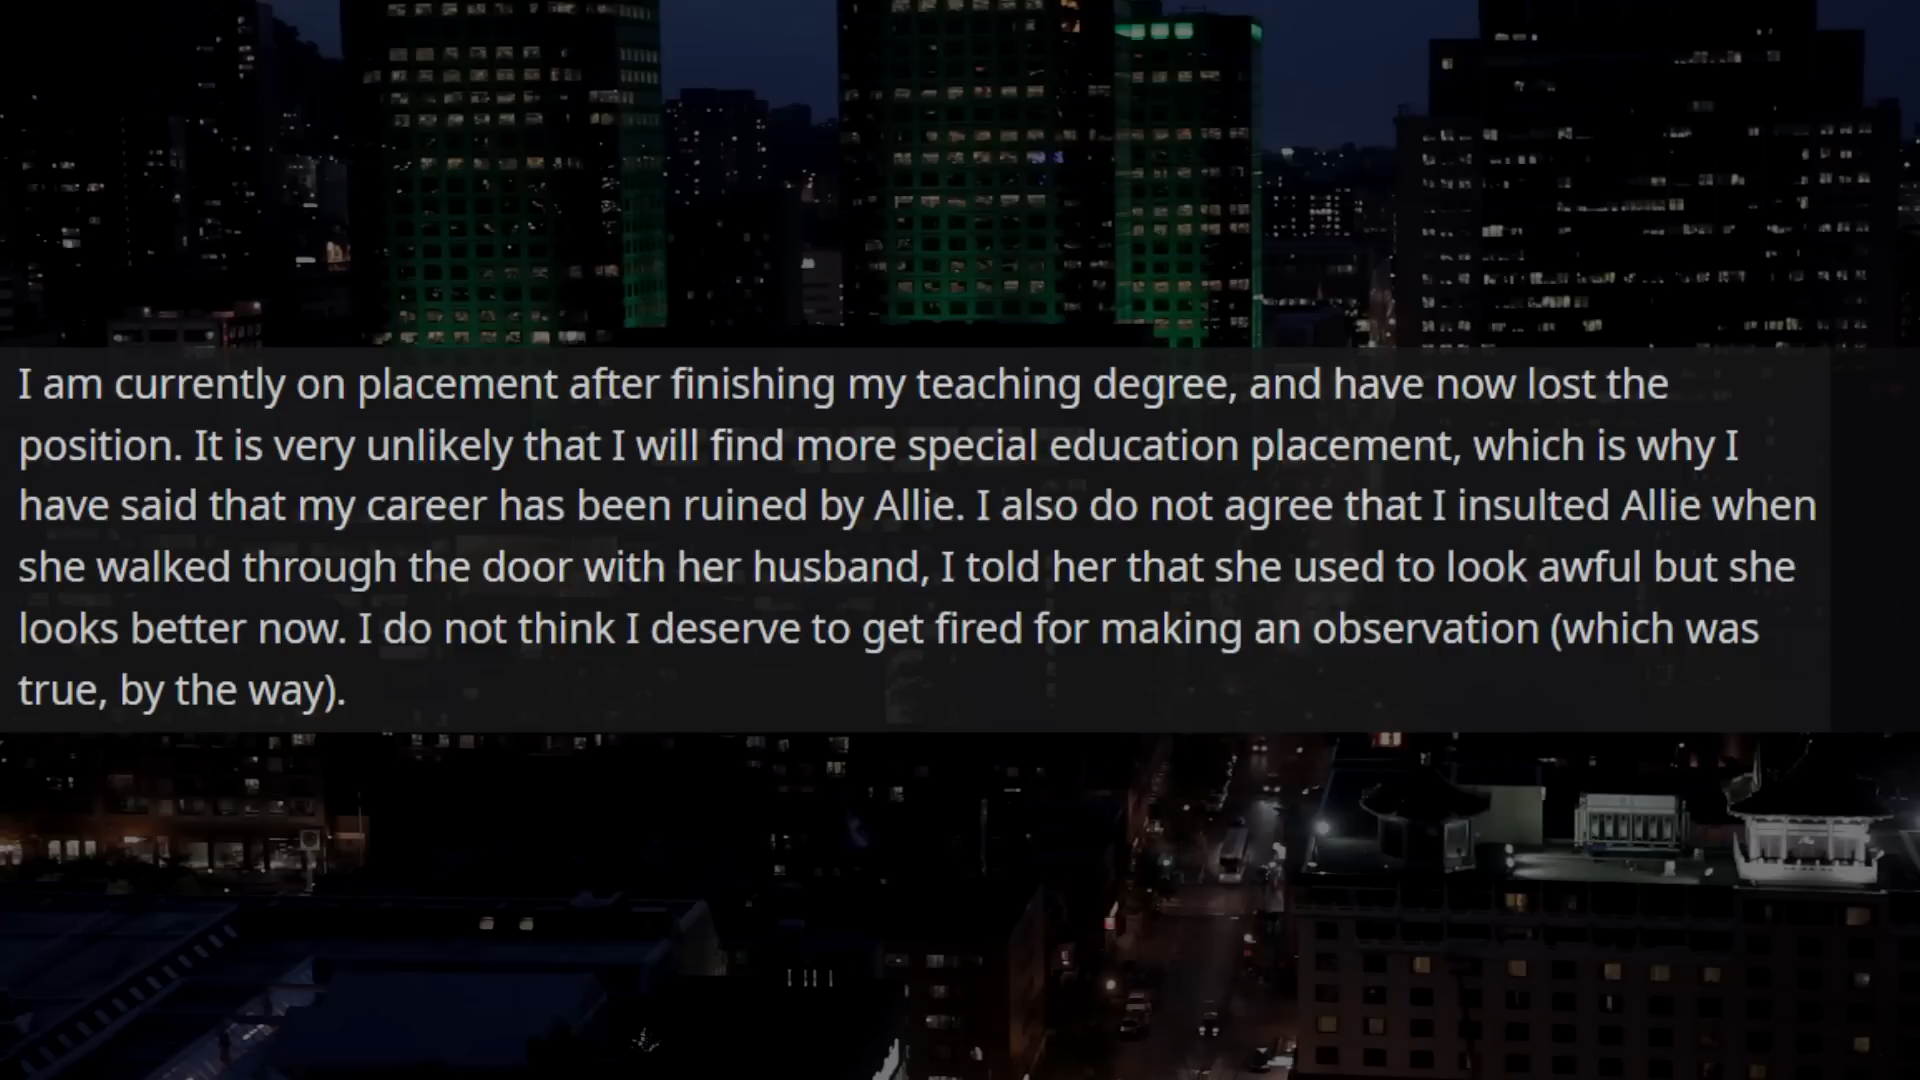 I am currently on placement after finishing my teaching degree, and have now lost the
position. It is very unlikely that I will find more special education placement, which is why I
have said that my career has been ruined by Allie. I also do not agree that I insulted Allie when
she walked through the door with her husband, I told her that she used to look awful but she
looks better now. I do not think I deserve to get fired for making an observation (which was
true, by the way).